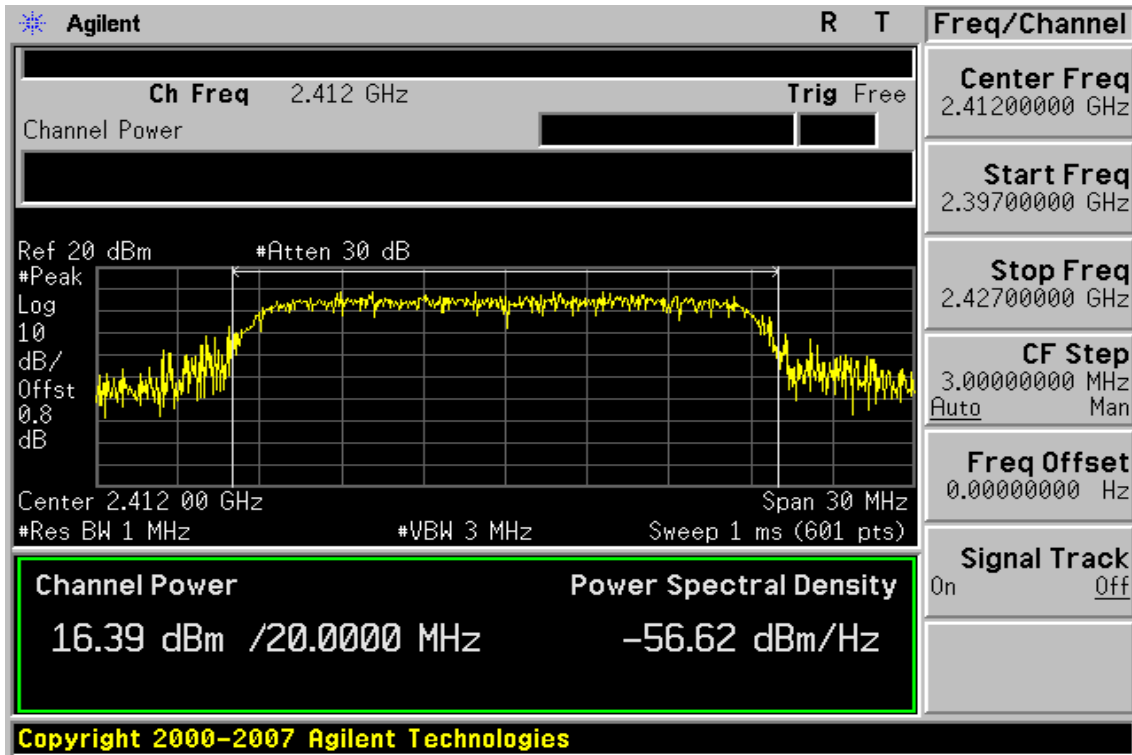 Agilent R T Freq/Channel
Ch Freq 2.412 GHz Trig Free
Channel Power
Ref 20 dBm #Atten 30 dB
#Peak
Log
10
dB/
Offst
0.8
dB
Center 2.412 00 GHz Span 30 MHz
#Res BW 1 MHz #VBW 3 MHz Sweep 1 ms (601 pts)
Channel Power Power Spectral Density
16.39 dBm /20.0000 MHz -56.62 dBm/Hz
Copyright 2000-2007 Agilent Technologies
Center Freq
2.41200000 GHz
Start Freq
2.39700000 GHz
Stop Freq
2.42700000 GHz
CF Step
3.00000000 MHz
Auto Man
Freq Offset
0.00000000 Hz
Signal Track
On Off